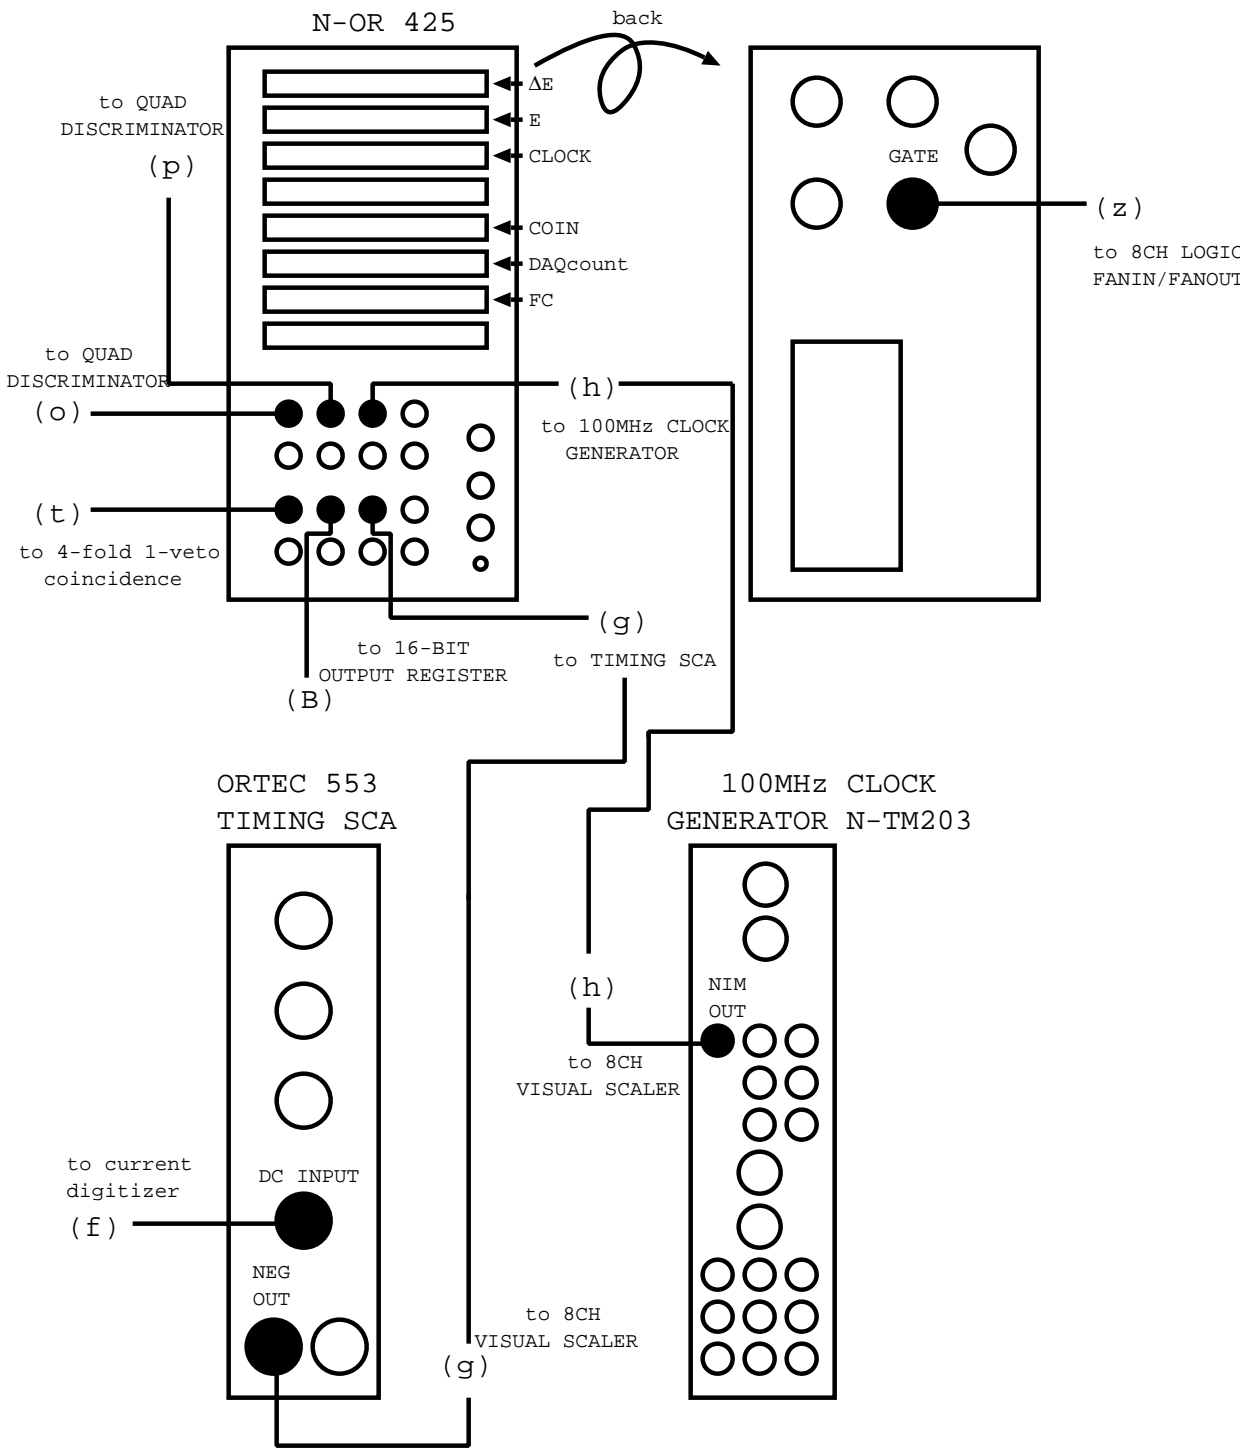 N-OR 425
back
ΔE
E
CLOCK
COIN
DAQcount
FC
to QUAD
DISCRIMINATOR
(p)
to QUAD
DISCRIMINATOR
(o)
(t)
to 4-fold 1-veto
coincidence
(h)
to 100MHz CLOCK
GENERATOR
(g)
to TIMING SCA
to 16-BIT
OUTPUT REGISTER
(B)
GATE
(z)
to 8CH LOGIC
FANIN/FANOUT
ORTEC 553
TIMING SCA
to current
digitizer
(f)
DC INPUT
NEG
OUT
to 8CH
VISUAL SCALER
(g)
100MHz CLOCK
GENERATOR N-TM203
(h)
NIM
OUT
to 8CH
VISUAL SCALER